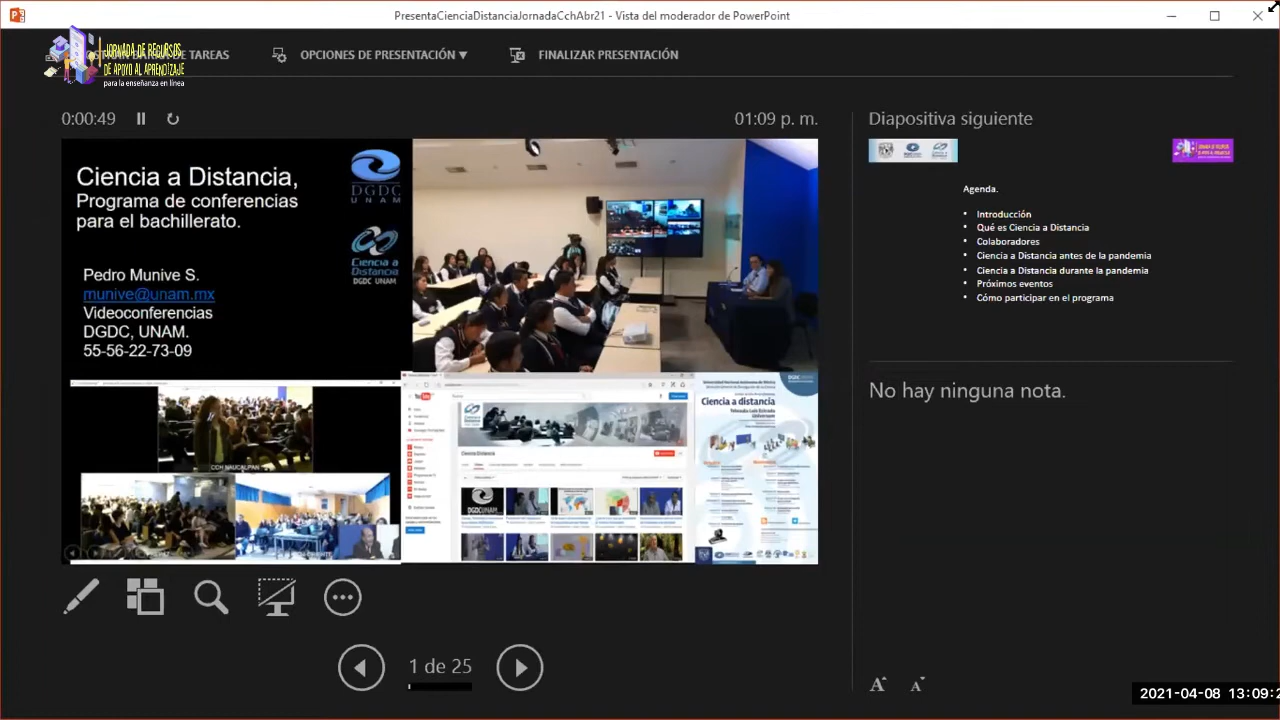 PresentaCienciaDistanciaJornadaCchAbr21 - Vista del moderador de PowerPoint
JORNADA DE RECURSOS
DE APOYO AL APRENDIZAJE
para la enseñanza en línea
DE TAREAS
OPCIONES DE PRESENTACIÓN
FINALIZAR PRESENTACIÓN
0:00:49
01:09 p. m.
Ciencia a Distancia,
Programa de conferencias
para el bachillerato.
DGDC
UNAM
Ciencia a
Distancia
DGDC UNAM
Pedro Munive S.
munive@unam.mx
Videoconferencias
DGDC, UNAM.
55-56-22-73-09
CCH NAUCALPAN
Ciencia a distancia
DGDCUNAM
Diapositiva siguiente
Agenda.
• Introducción
• Qué es Ciencia a Distancia
• Colaboradores
• Ciencia a Distancia antes de la pandemia
• Ciencia a Distancia durante la pandemia
• Próximos eventos
• Cómo participar en el programa
No hay ninguna nota.
1 de 25
A A
2021-04-08 13:09:2